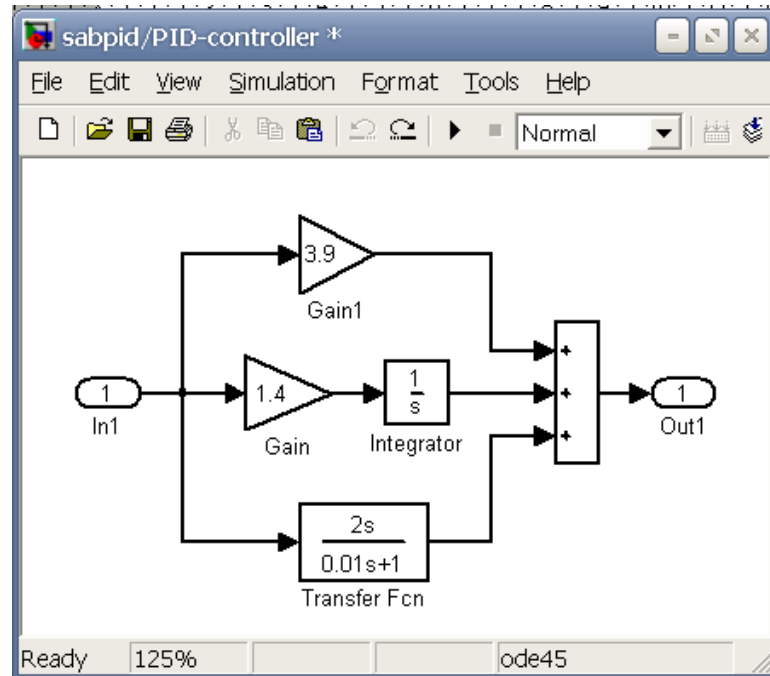 sabpid/PID-controller *
File Edit View Simulation Format Tools Help
Normal
3.9
Gain1
1
In1
1.4
Gain
1
s
Integrator
+
+
+
1
Out1
2s
0.01s+1
Transfer Fcn
Ready 125% ode45